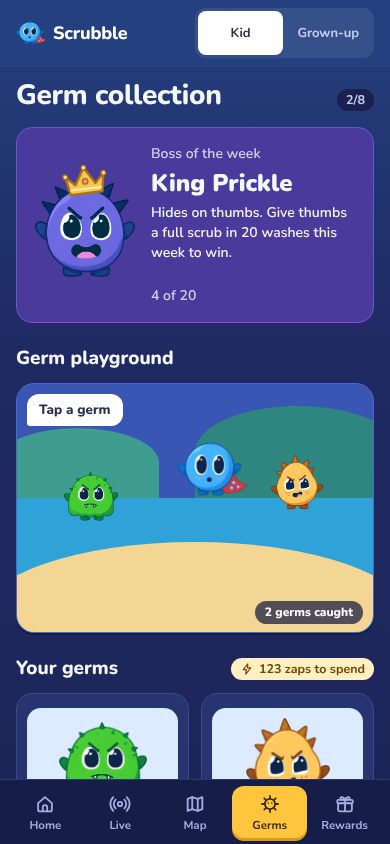 Scrubble
Kid
Grown-up
Germ collection
2/8
Boss of the week
King Prickle
Hides on thumbs. Give thumbs
a full scrub in 20 washes this
week to win.
4 of 20
Germ playground
Tap a germ
2 germs caught
Your germs
123 zaps to spend
Home
Live
Map
Germs
Rewards